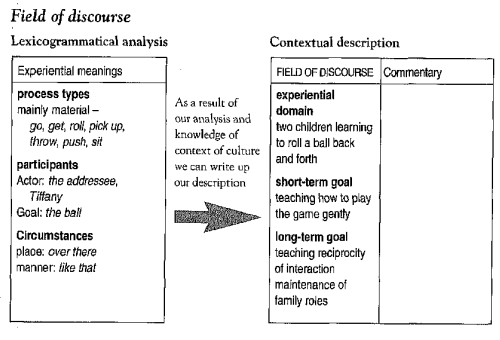 Field of discourse
Lexicogrammatical analysis
Experiential meanings
process types
mainly material –
go, get, roll, pick up,
throw, push, sit
participants
Actor: the addressee,
Tiffany
Goal: the ball
Circumstances
place: over there
manner: like that
As a result of
our analysis and
knowledge of
context of culture
we can write up
our description
Contextual description
FIELD OF DISCOURSE
Commentary
experiential
domain
two children learning
to roll a ball back
and forth
short-term goal
teaching how to play
the game gently
long-term goal
teaching reciprocity
of interaction
maintenance of
family roles